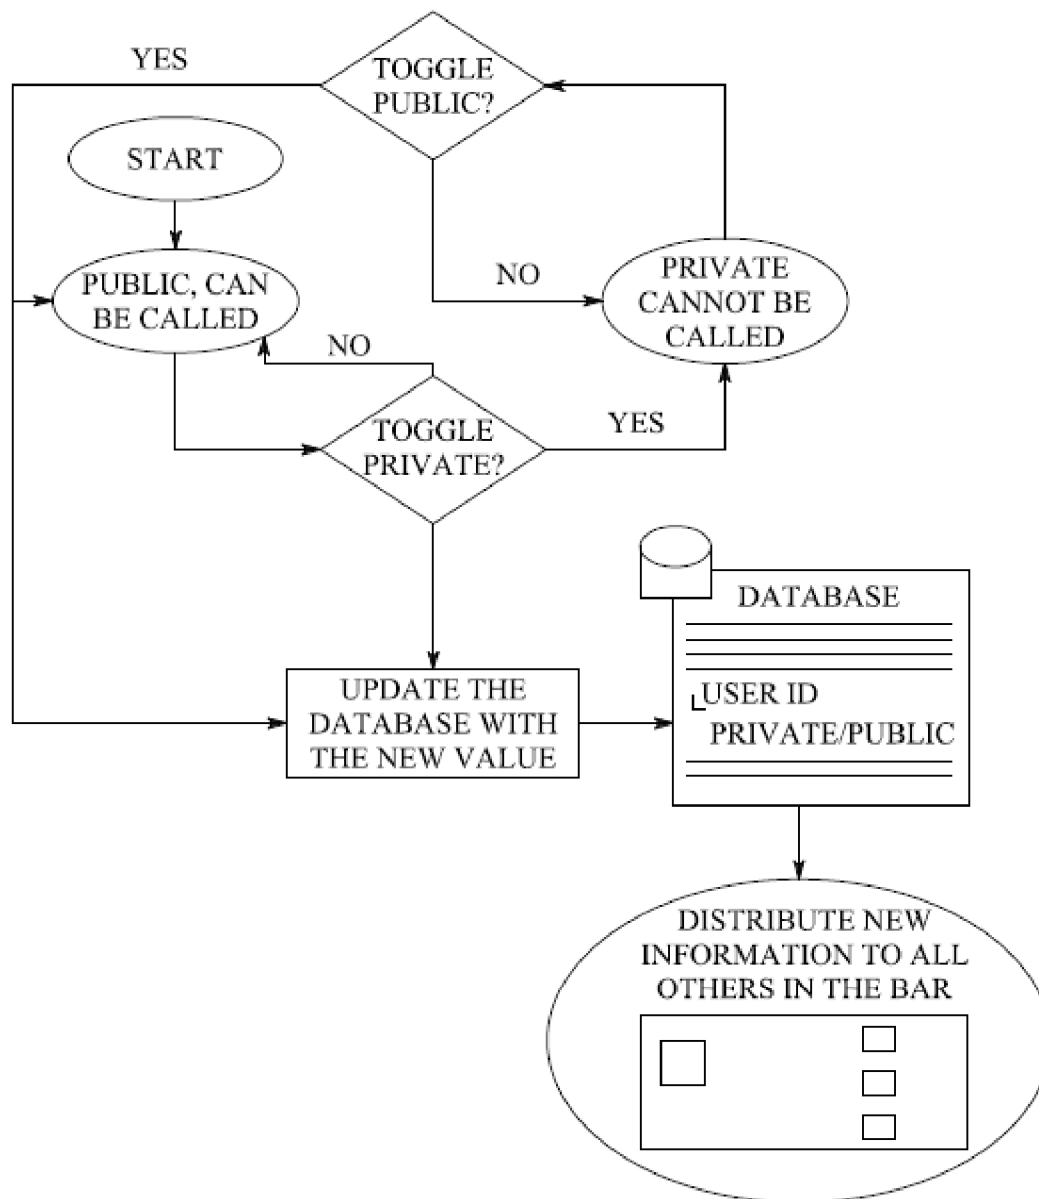 YES
TOGGLE
PUBLIC?
START
NO
PRIVATE
CANNOT BE
CALLED
PUBLIC, CAN
BE CALLED
NO
TOGGLE
PRIVATE?
YES
DATABASE
USER ID
PRIVATE/PUBLIC
UPDATE THE
DATABASE WITH
THE NEW VALUE
DISTRIBUTE NEW
INFORMATION TO ALL
OTHERS IN THE BAR